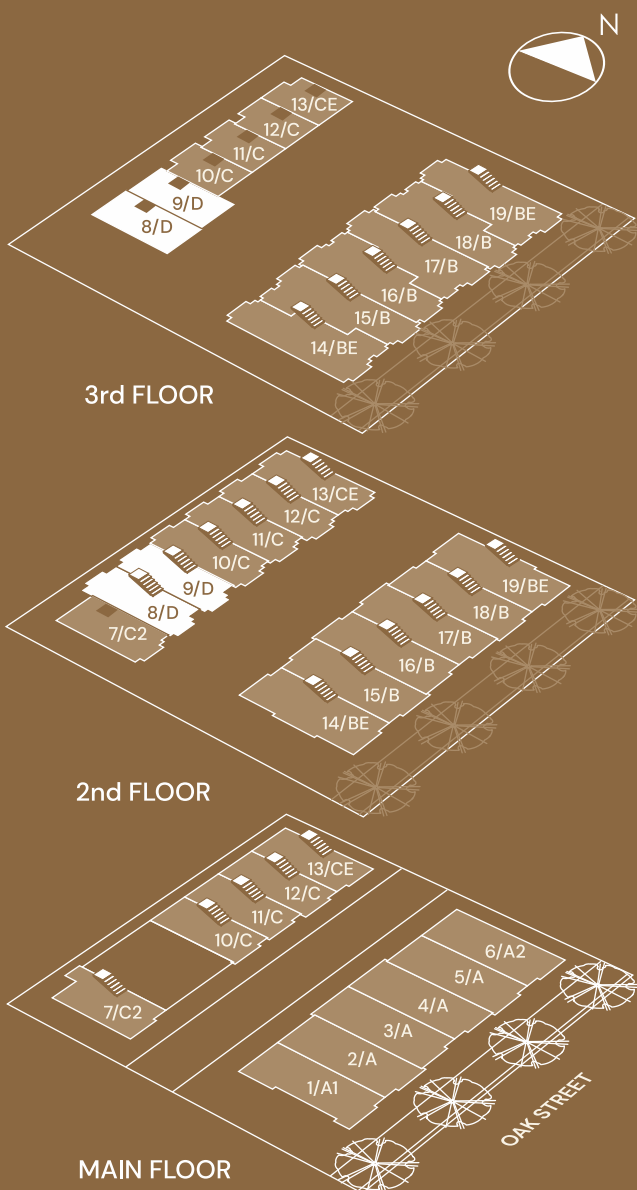 N
13/CE
12/C
11/C
10/C
9/D
8/D
19/BE
18/B
17/B
16/B
15/B
14/BE
3rd FLOOR
13/CE
12/C
11/C
10/C
9/D
8/D
7/C2
19/BE
18/B
17/B
16/B
15/B
14/BE
2nd FLOOR
13/CE
12/C
11/C
10/C
7/C2
6/A2
5/A
4/A
3/A
2/A
1/A1
OAK STREET
MAIN FLOOR